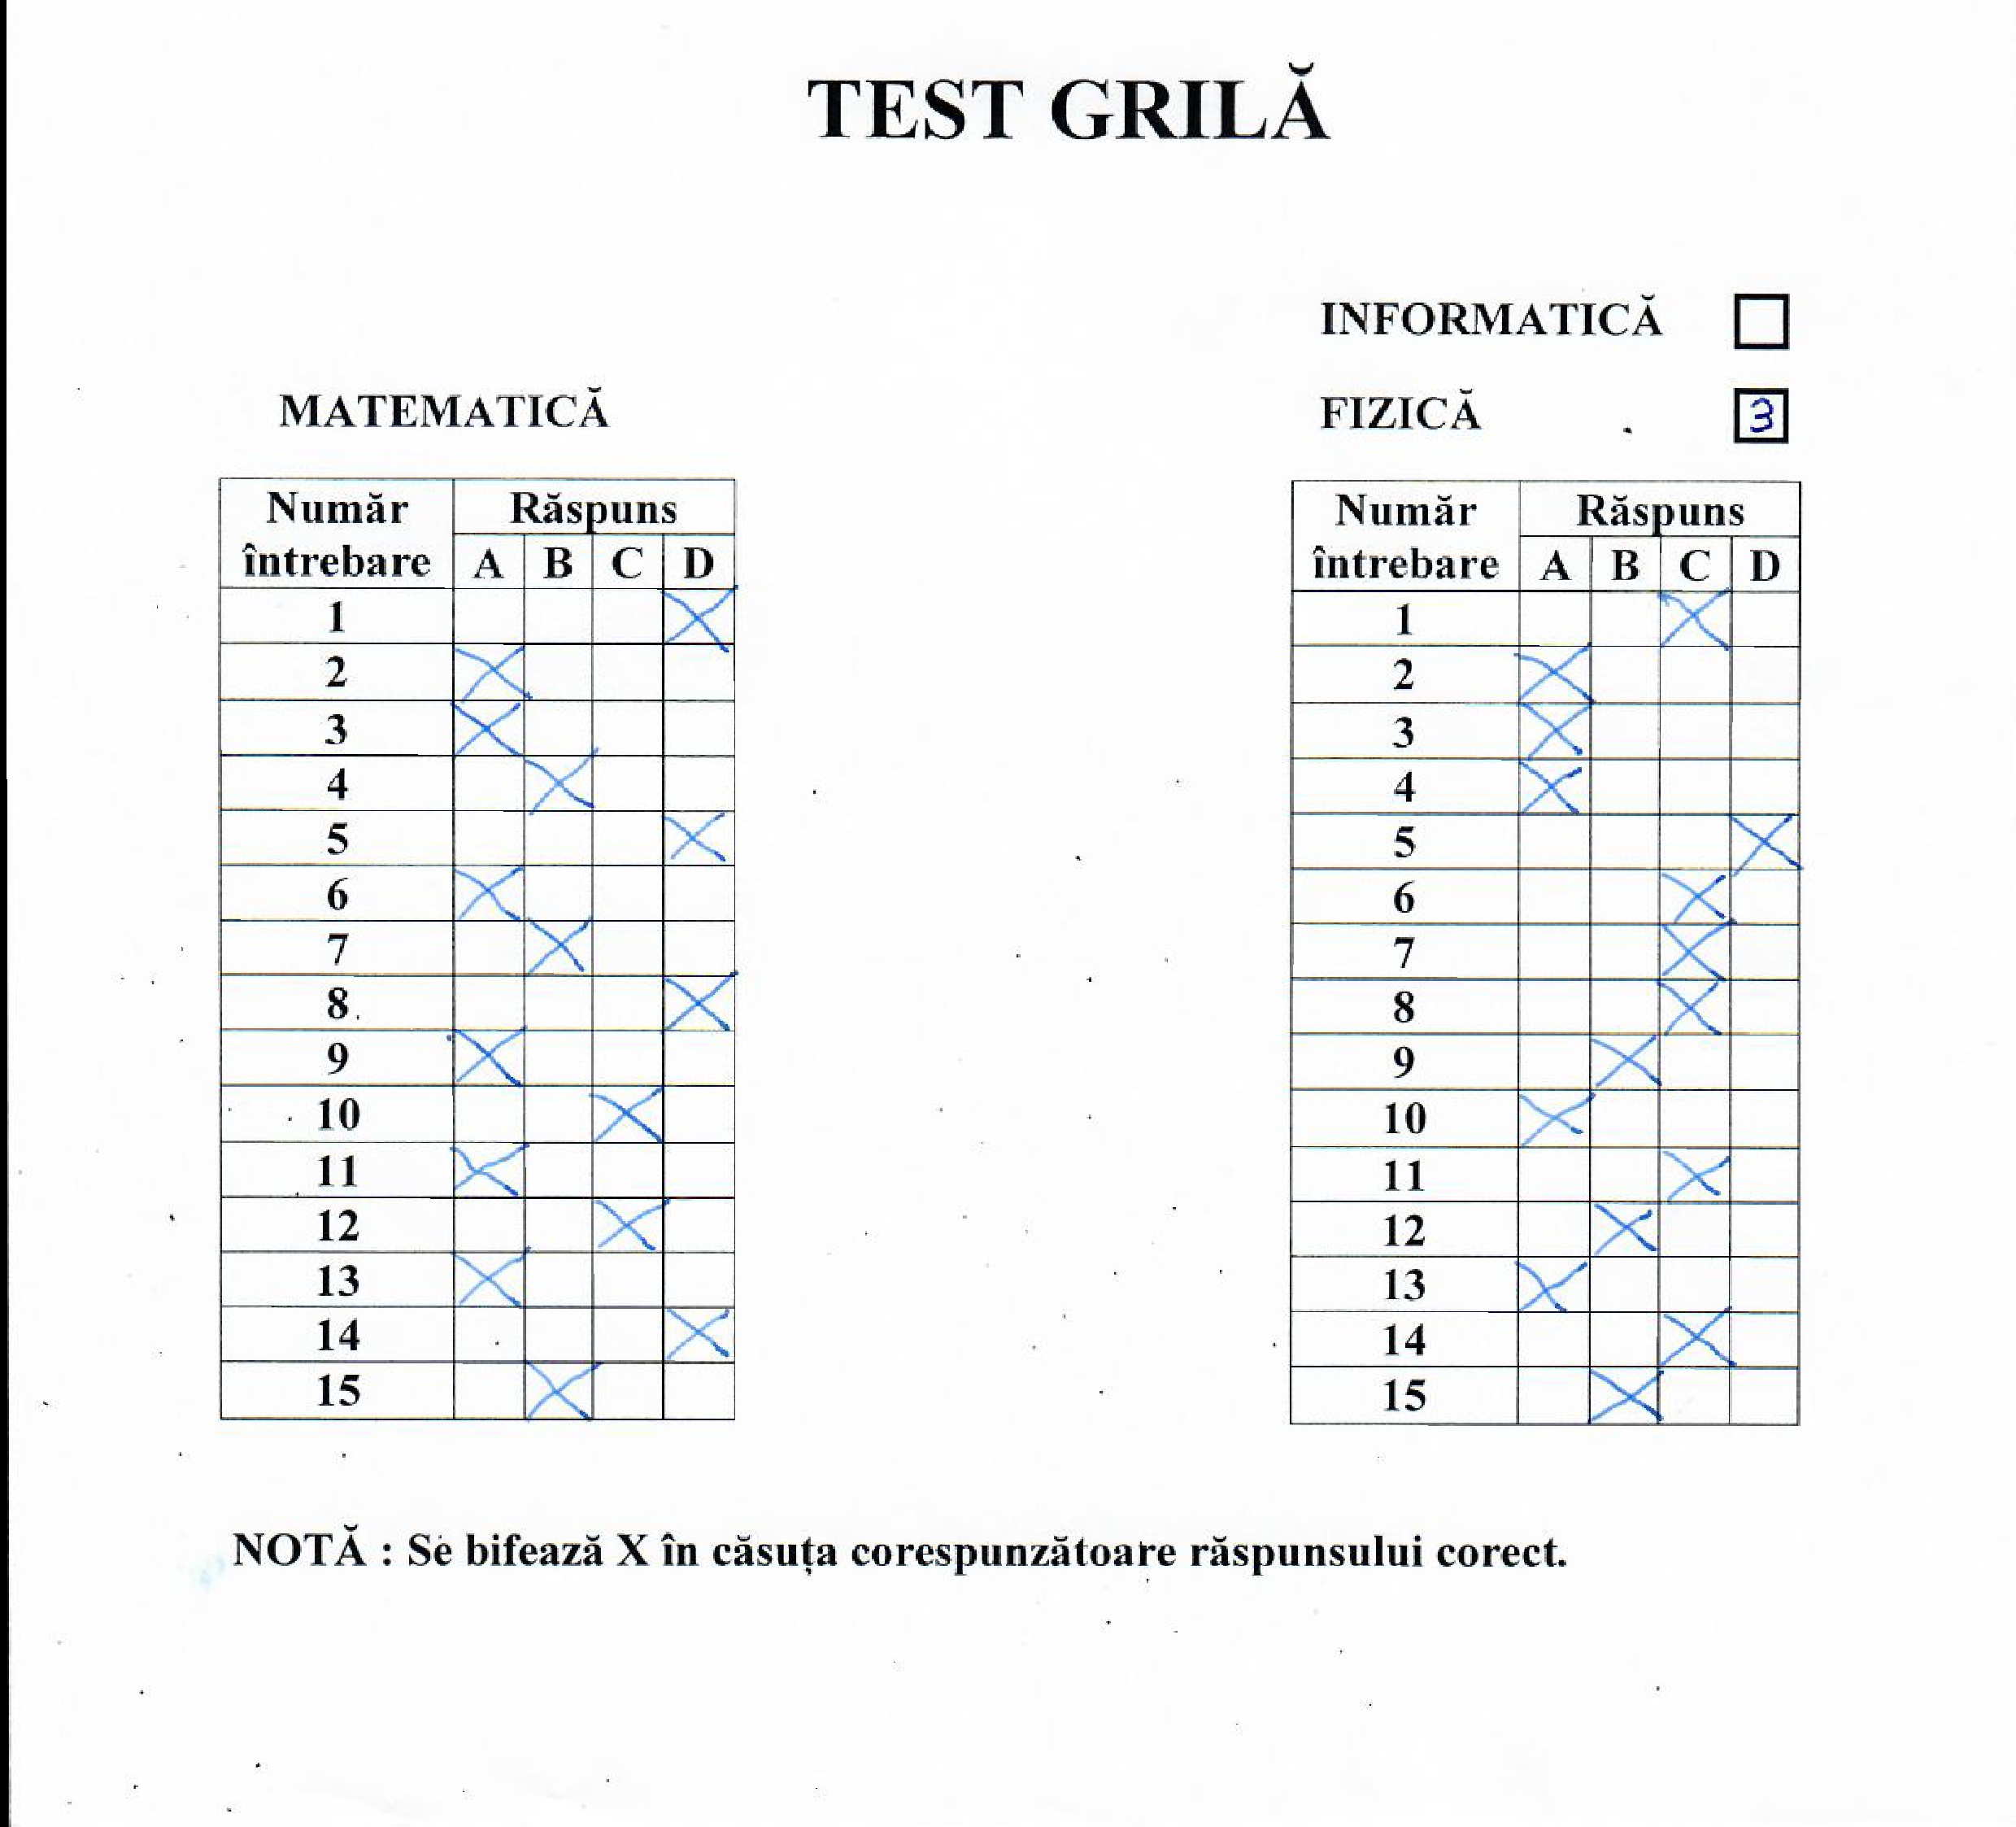 TEST GRILĂ
INFORMATICĂ
MATEMATICĂ
FIZICĂ 3
Număr întrebare Răspuns
A B C D
1 X
2 X
3 X
4 X
5 X
6 X
7 X
8 X
9 X
10 X
11 X
12 X
13 X
14 X
15 X
Număr întrebare Răspuns
A B C D
1 X
2 X
3 X
4 X
5 X
6 X
7 X
8 X
9 X
10 X
11 X
12 X
13 X
14 X
15 X
NOTĂ : Se bifează X în căsuța corespunzătoare răspunsului corect.